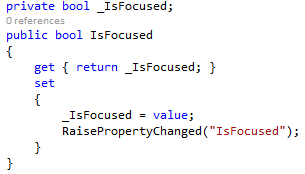 private bool _IsFocused;
0 references
public bool IsFocused
{
    get { return _IsFocused; }
    set
    {
        _IsFocused = value;
        RaisePropertyChanged("IsFocused");
    }
}